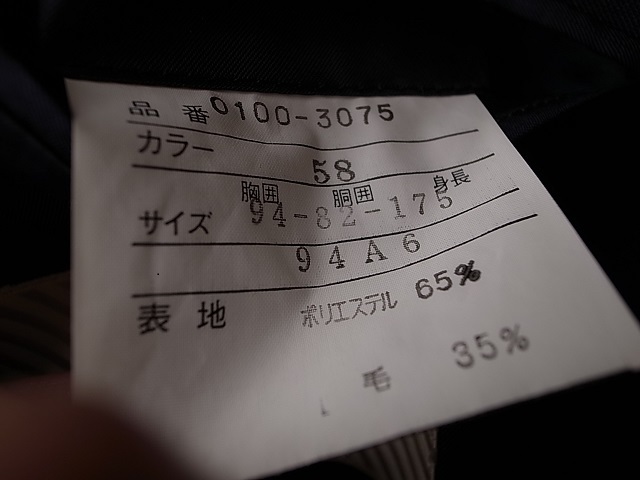 品番 0100-3075
カラー 58
胸囲 胴囲 身長
サイズ 94-82-175
94A6
表地 ポリエステル 65%
毛 35%